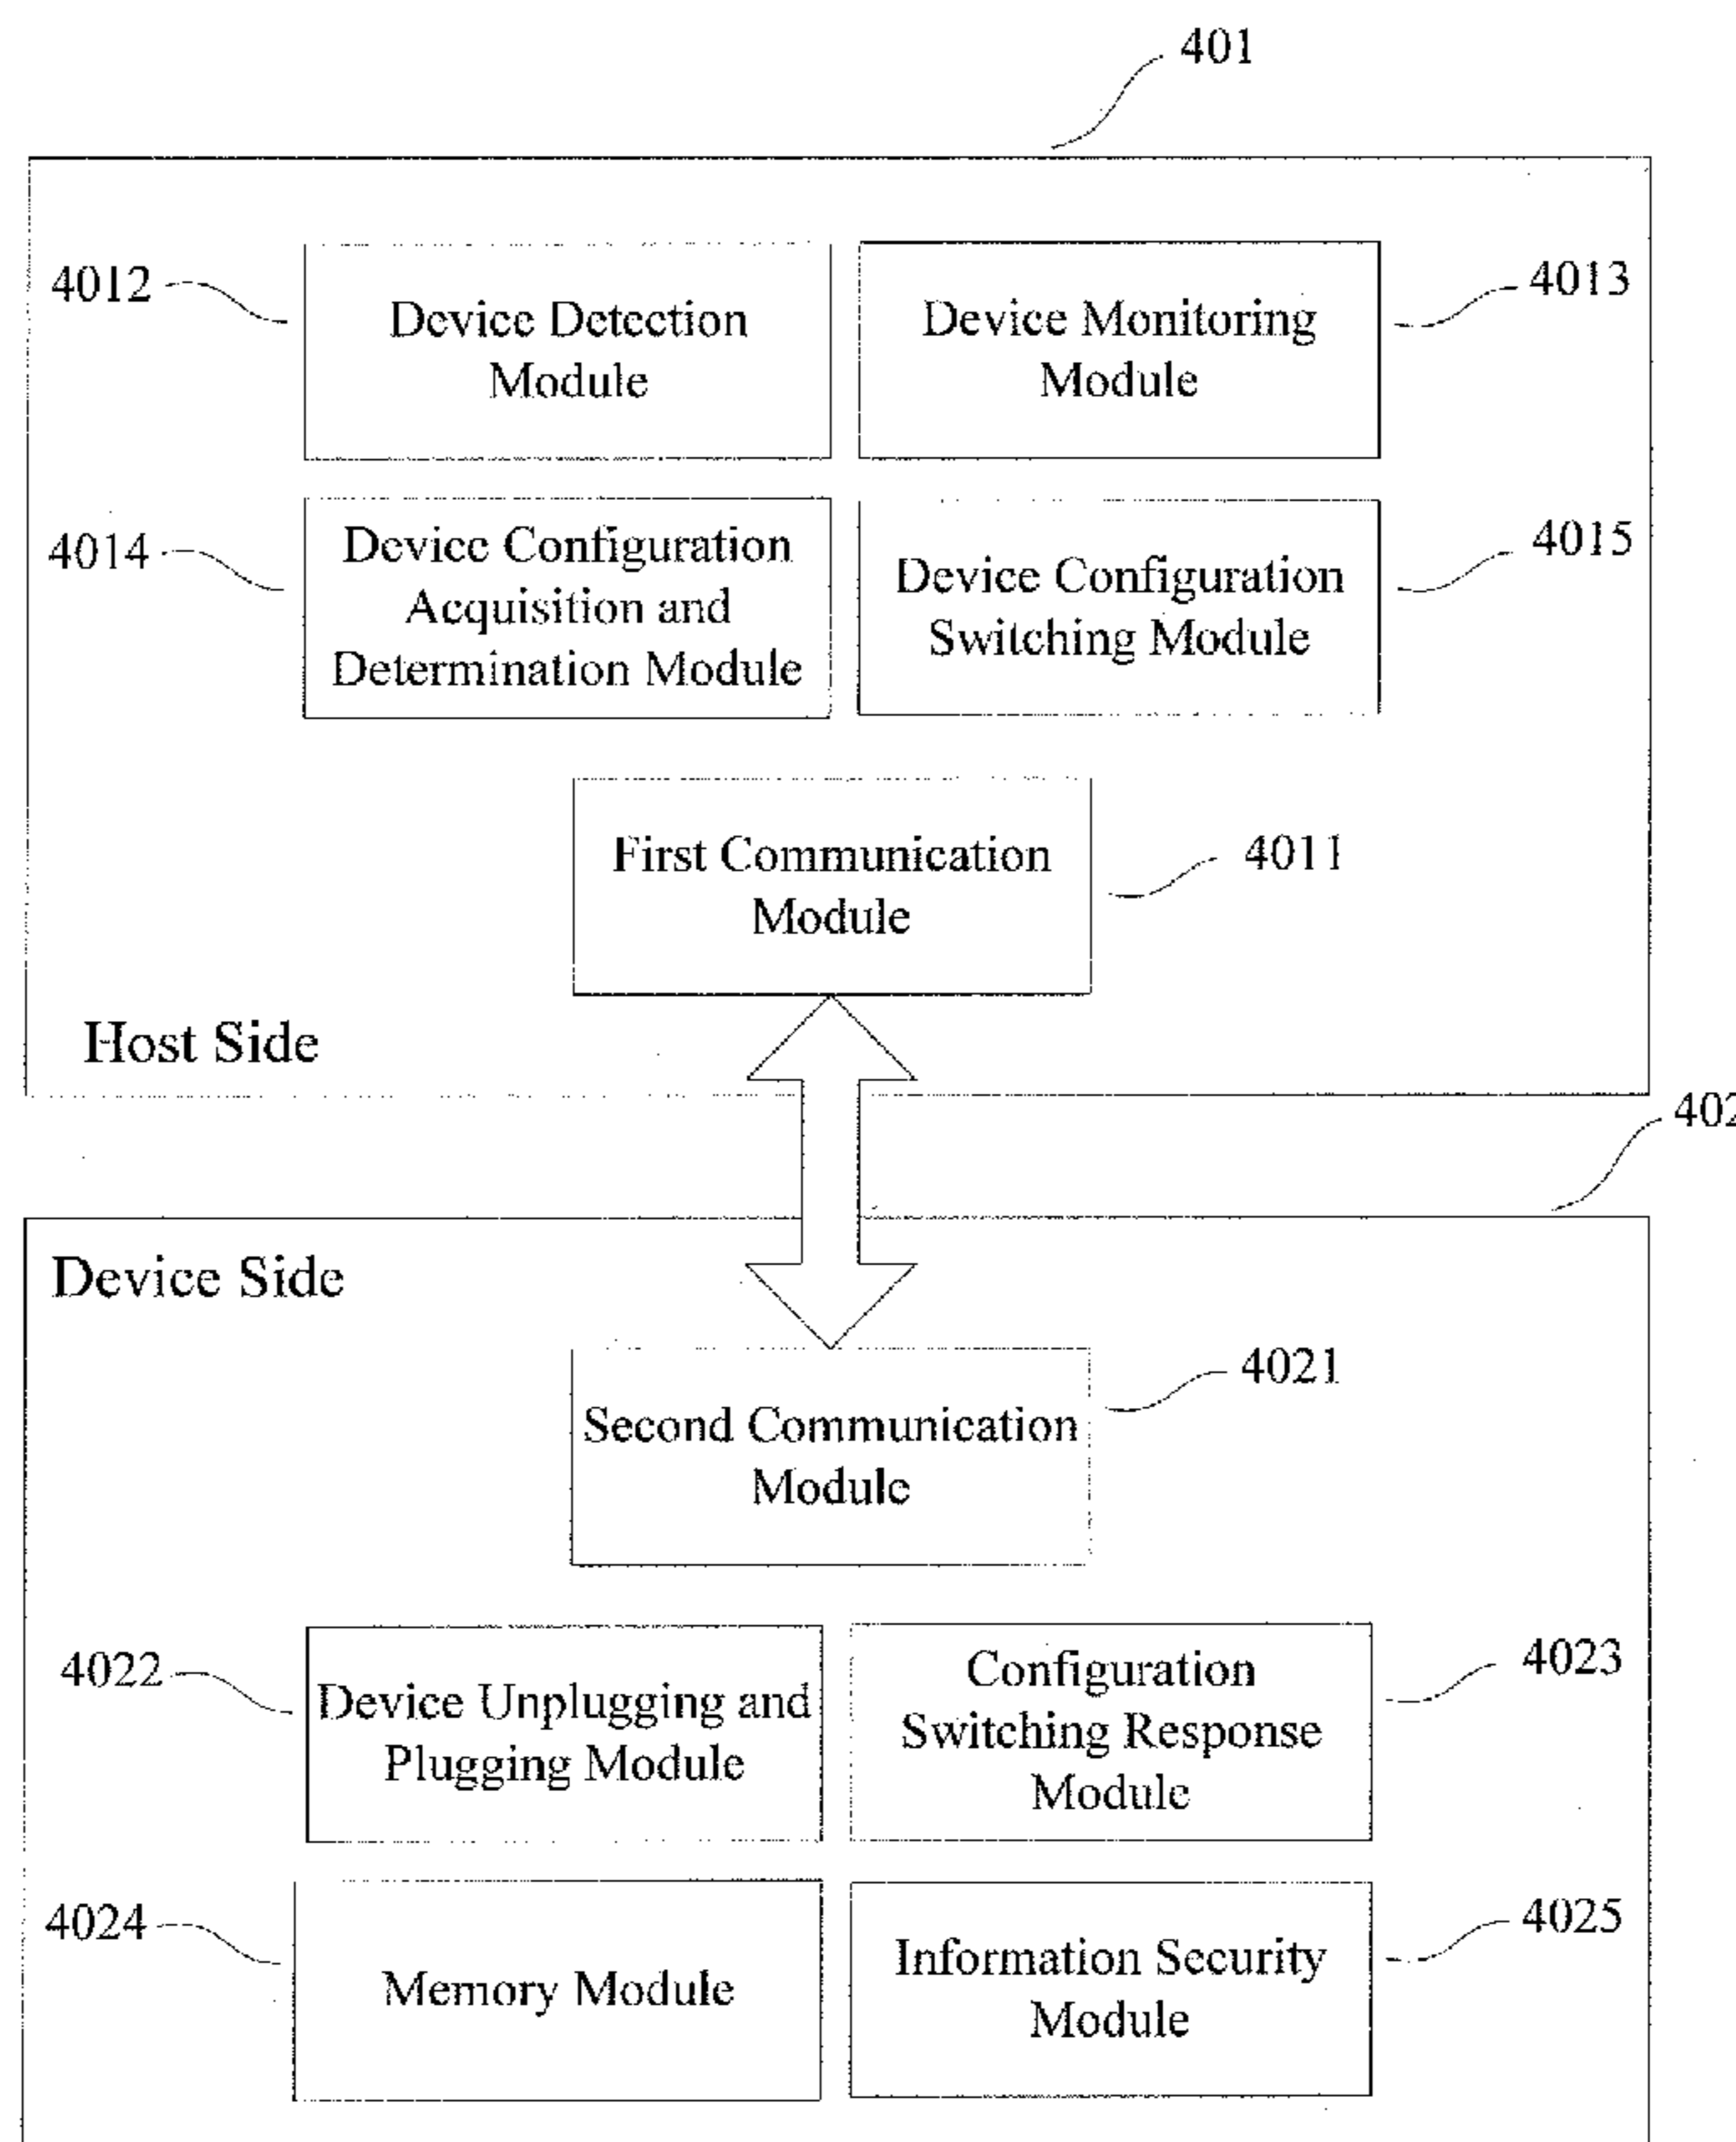 401
4012
Device Detection
Module
Device Monitoring
Module
4013
4014
Device Configuration
Acquisition and
Determination Module
Device Configuration
Switching Module
4015
First Communication
Module
4011
Host Side
402
Device Side
4021
Second Communication
Module
4022
Device Unplugging and
Plugging Module
Configuration
Switching Response
Module
4023
4024
Memory Module
Information Security
Module
4025